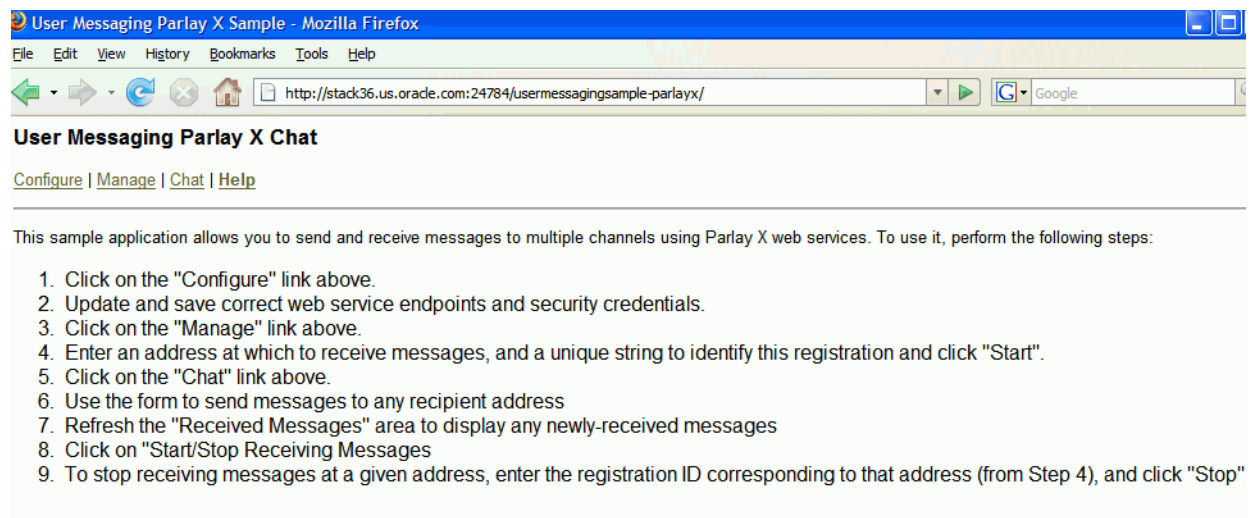 User Messaging Parlay X Sample - Mozilla Firefox
File Edit View History Bookmarks Tools Help
http://stack36.us.oracle.com:24784/usermessagingsample-parlayx/ G Google
User Messaging Parlay X Chat
Configure | Manage | Chat | Help
This sample application allows you to send and receive messages to multiple channels using Parlay X web services. To use it, perform the following steps:
1. Click on the "Configure" link above.
2. Update and save correct web service endpoints and security credentials.
3. Click on the "Manage" link above.
4. Enter an address at which to receive messages, and a unique string to identify this registration and click "Start".
5. Click on the "Chat" link above.
6. Use the form to send messages to any recipient address
7. Refresh the "Received Messages" area to display any newly-received messages
8. Click on "Start/Stop Receiving Messages
9. To stop receiving messages at a given address, enter the registration ID corresponding to that address (from Step 4), and click "Stop"